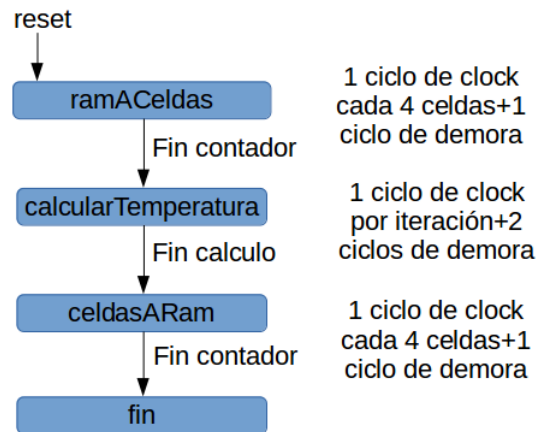 reset
ramACeldas
1 ciclo de clock
cada 4 celdas+1
ciclo de demora
Fin contador
calcularTemperatura
1 ciclo de clock
por iteración+2
ciclos de demora
Fin calculo
celdasARam
1 ciclo de clock
cada 4 celdas+1
ciclo de demora
Fin contador
fin